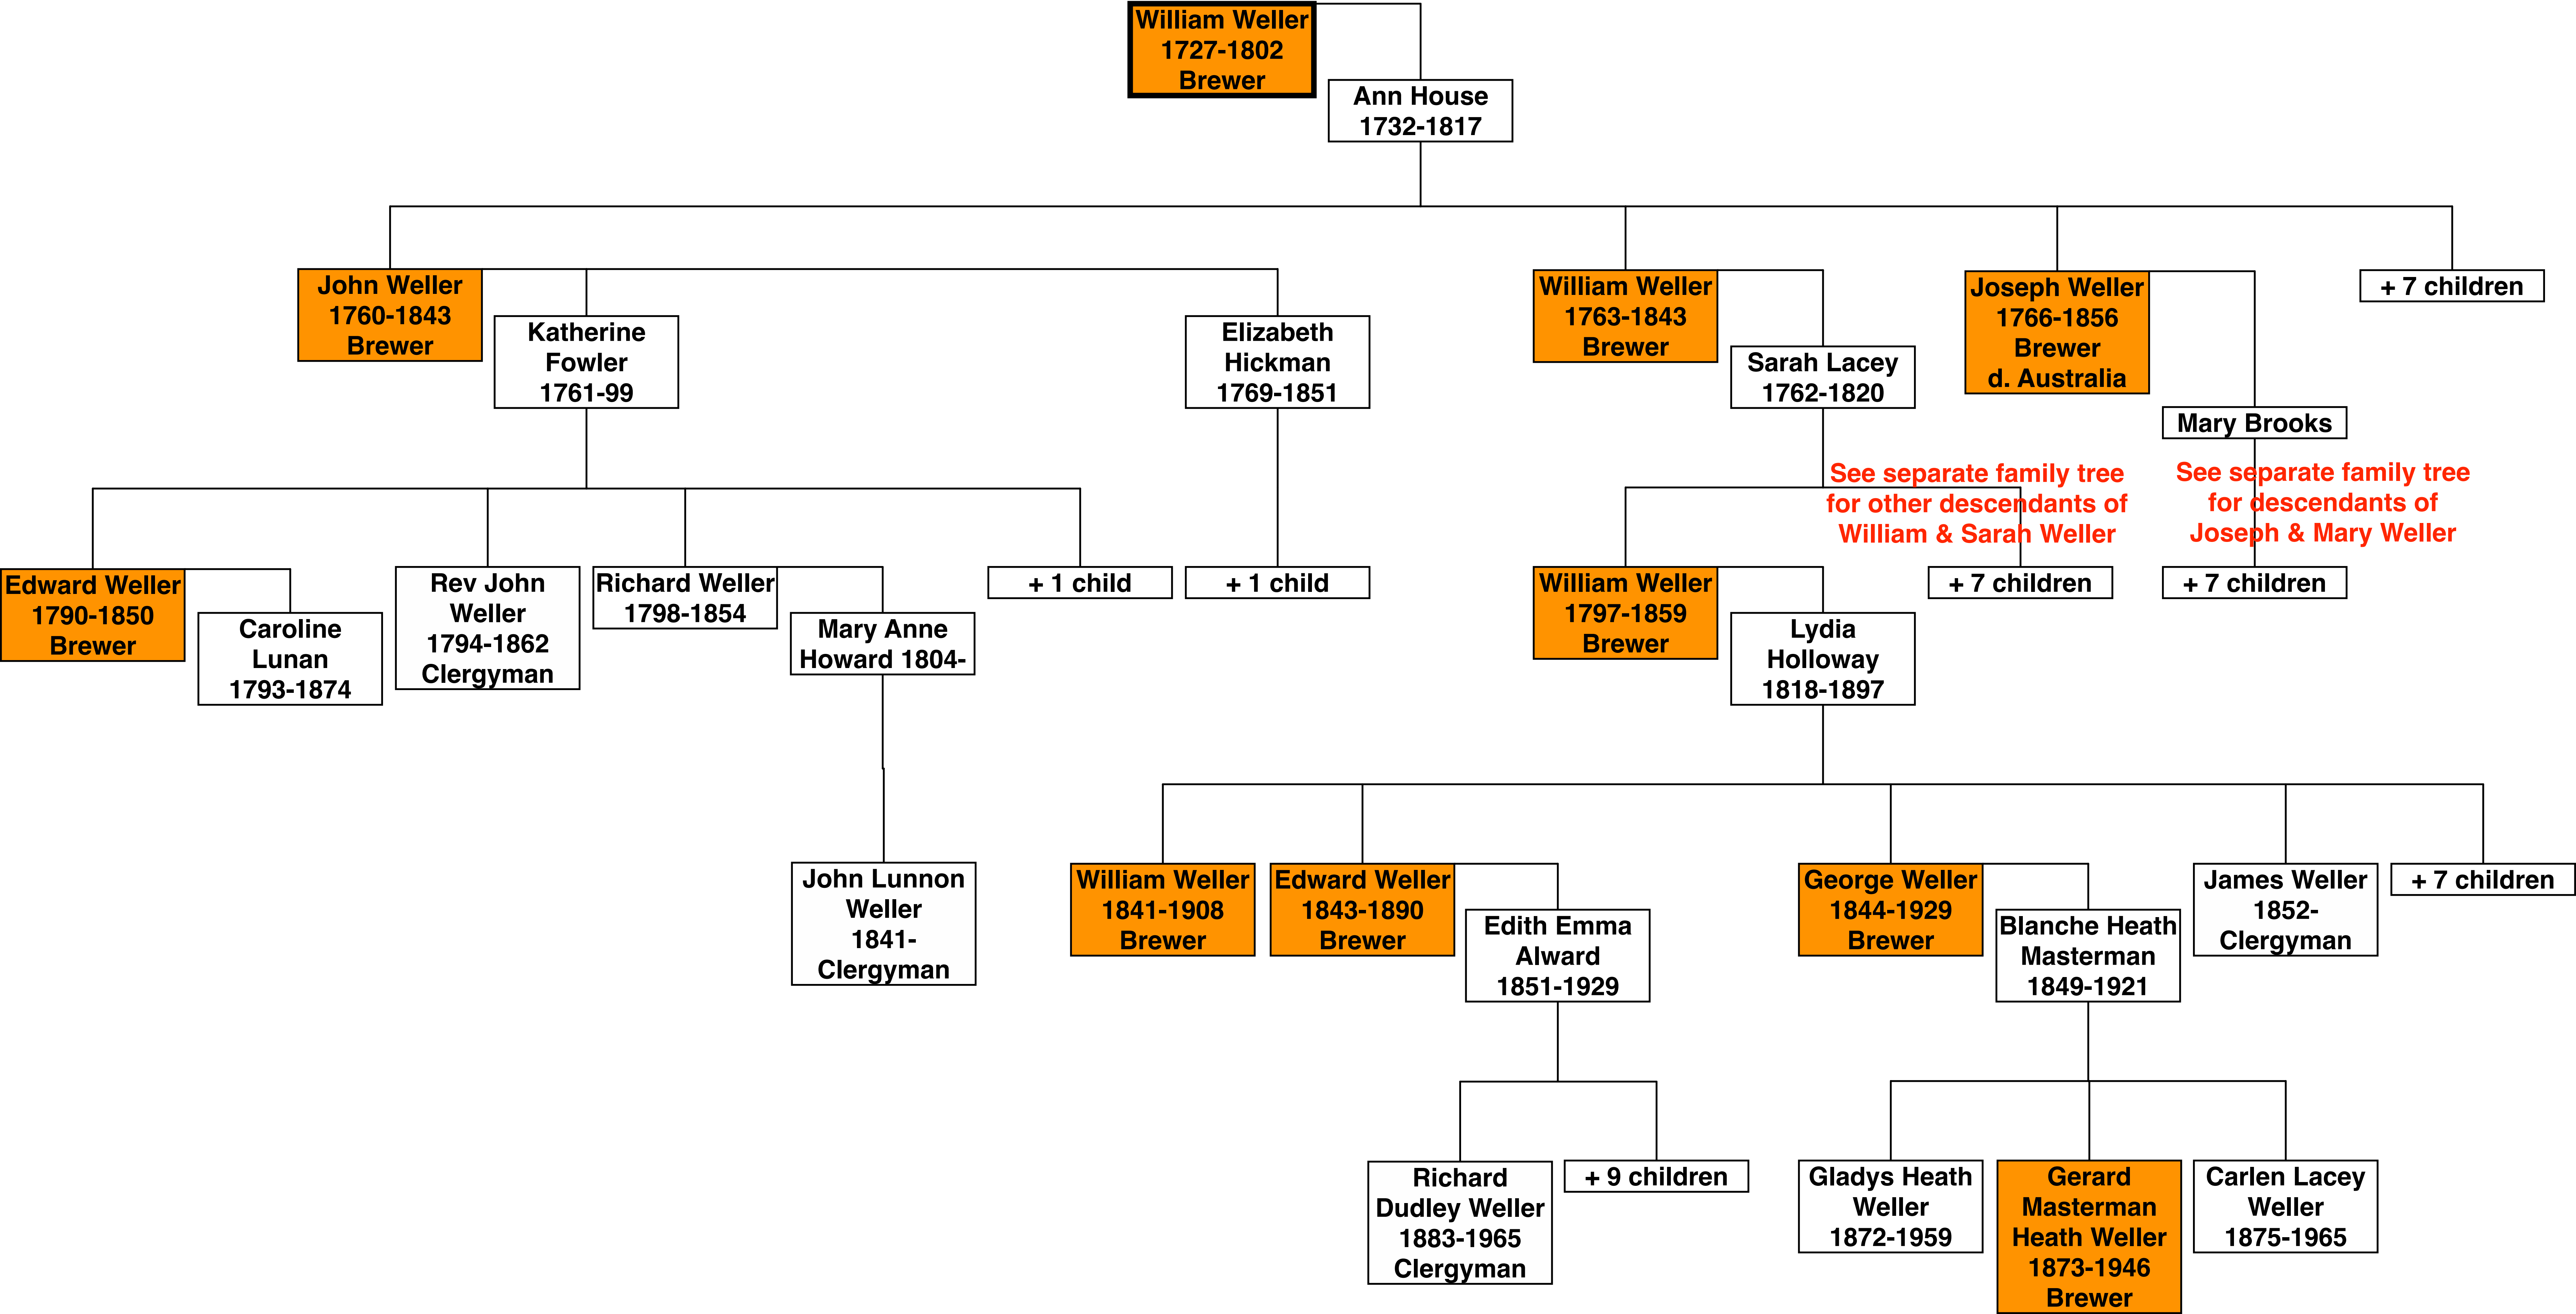 William Weller
1727-1802
Brewer
Ann House
1732-1817
John Weller
1760-1843
Brewer
Katherine
Fowler
1761-99
Elizabeth
Hickman
1769-1851
William Weller
1763-1843
Brewer
Sarah Lacey
1762-1820
Joseph Weller
1766-1856
Brewer
d. Australia
Mary Brooks
+ 7 children
See separate family tree
for other descendants of
William & Sarah Weller
See separate family tree
for descendants of
Joseph & Mary Weller
Edward Weller
1790-1850
Brewer
Caroline
Lunan
1793-1874
Rev John
Weller
1794-1862
Clergyman
Richard Weller
1798-1854
Mary Anne
Howard 1804-
+ 1 child
+ 1 child
William Weller
1797-1859
Brewer
Lydia
Holloway
1818-1897
+ 7 children
+ 7 children
John Lunnon
Weller
1841-
Clergyman
William Weller
1841-1908
Brewer
Edward Weller
1843-1890
Brewer
Edith Emma
Alward
1851-1929
George Weller
1844-1929
Brewer
Blanche Heath
Masterman
1849-1921
James Weller
1852-
Clergyman
+ 7 children
Richard
Dudley Weller
1883-1965
Clergyman
+ 9 children
Gladys Heath
Weller
1872-1959
Gerard
Masterman
Heath Weller
1873-1946
Brewer
Carlen Lacey
Weller
1875-1965